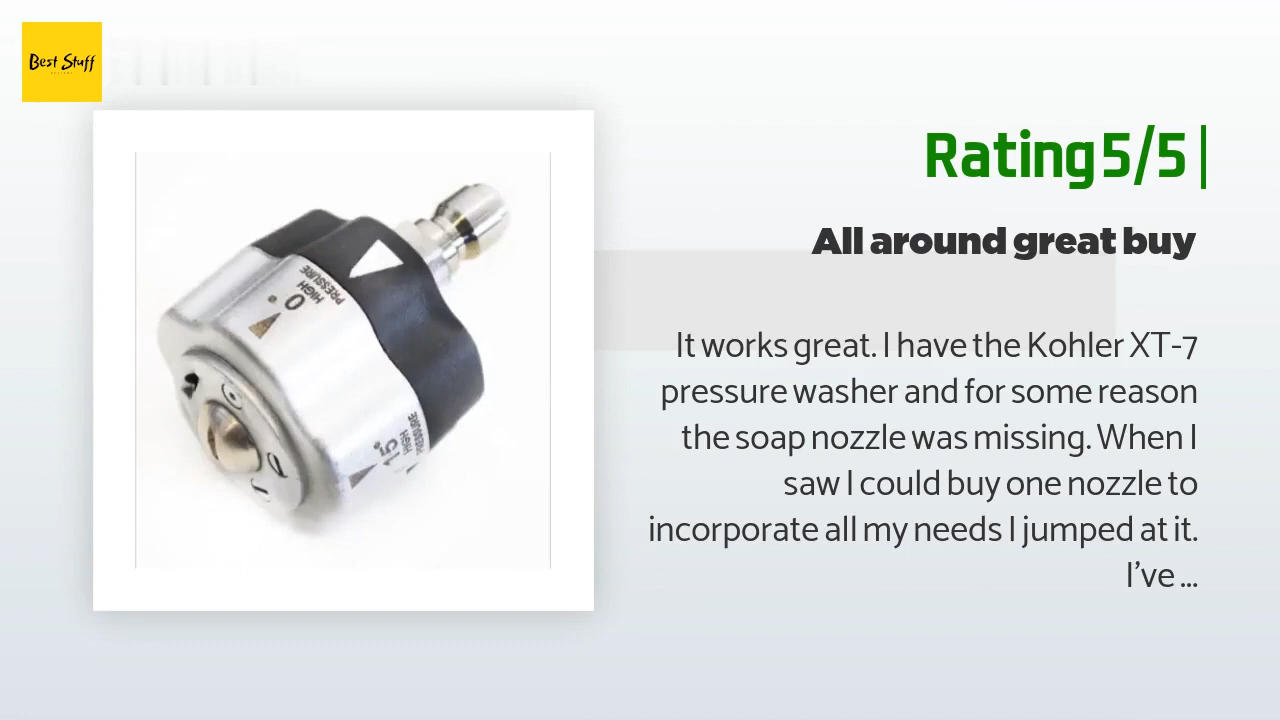 Best Stuff
Rating 5/5 |
All around great buy
It works great. I have the Kohler XT-7
pressure washer and for some reason
the soap nozzle was missing. When I
saw I could buy one nozzle to
incorporate all my needs I jumped at it.
I've ...
0°
HIGH
PRESSURE
15°
HIGH
PRESSURE